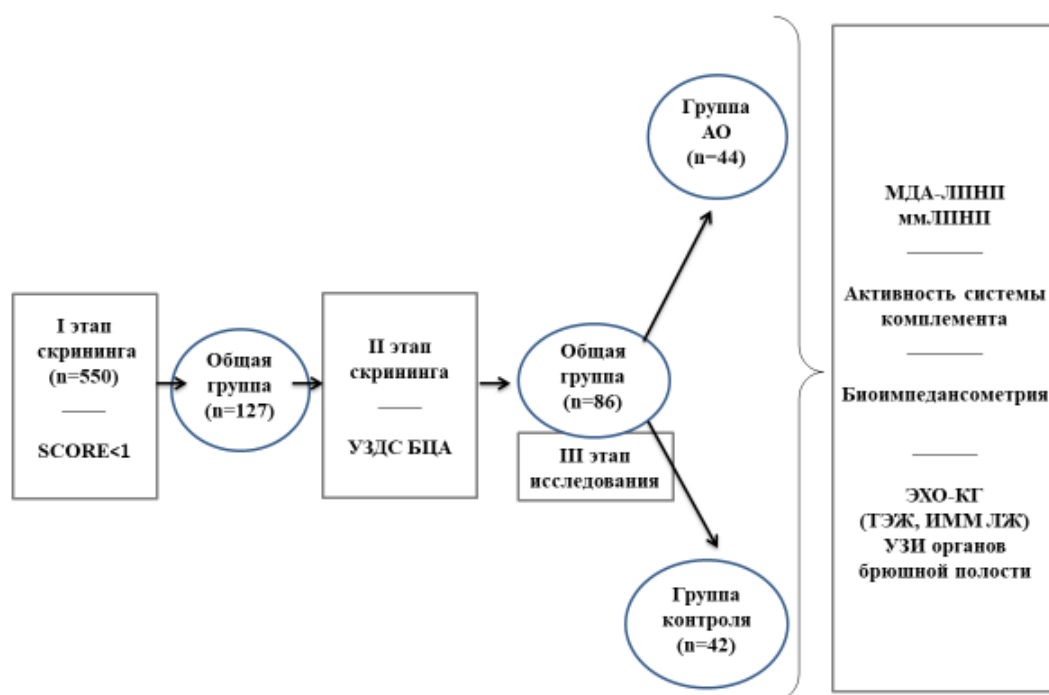 I этап
скрининга
(n=550)
SCORE<1
Общая
группа
(n=127)
II этап
скрининга
УЗДС БЦА
Общая
группа
(n=86)
III этап
исследования
Группа
АО
(n=44)
Группа
контроля
(n=42)
МДА-ЛПНП
ммЛПНП
Активность системы
комплемента
Биоимпедансометрия
ЭХО-КГ
(ТЭЖ, ИММ ЛЖ)
УЗИ органов
брюшной полости